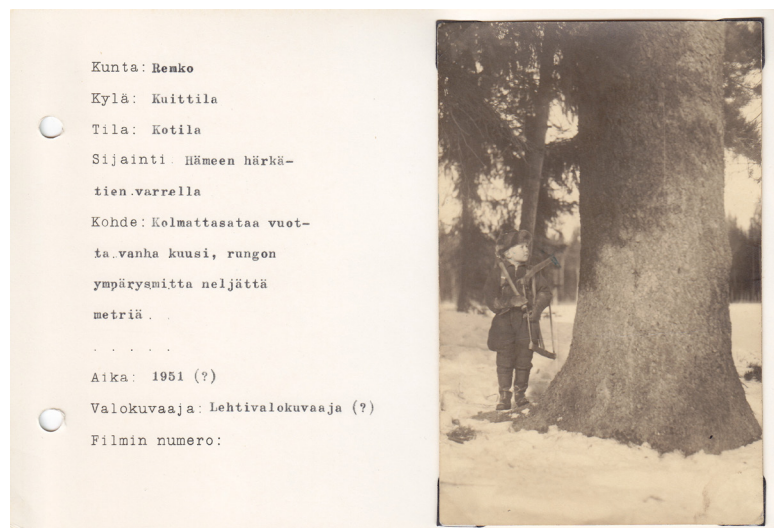 Kunta: Remko
Kylä: Kuittila
Tila: Kotila
Sijainti Hämeen härkä-
tien varrella
Kohde: Kolmattasataa vuot-
ta vanha kuusi, rungon
ympärysmitta neljättä
metriä .
. . . . .
Aika: 1951 (?)
Valokuvaaja: Lehtivalokuvaaja (?)
Filmin numero: